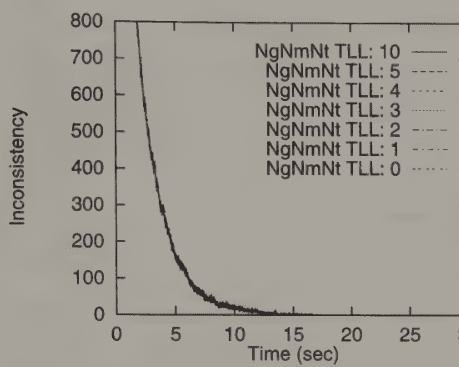 800
700
600
500
400
300
200
100
0
Inconsistency
NgNmNt TLL: 10
NgNmNt TLL: 5
NgNmNt TLL: 4
NgNmNt TLL: 3
NgNmNt TLL: 2
NgNmNt TLL: 1
NgNmNt TLL: 0
0 5 10 15 20 25
Time (sec)